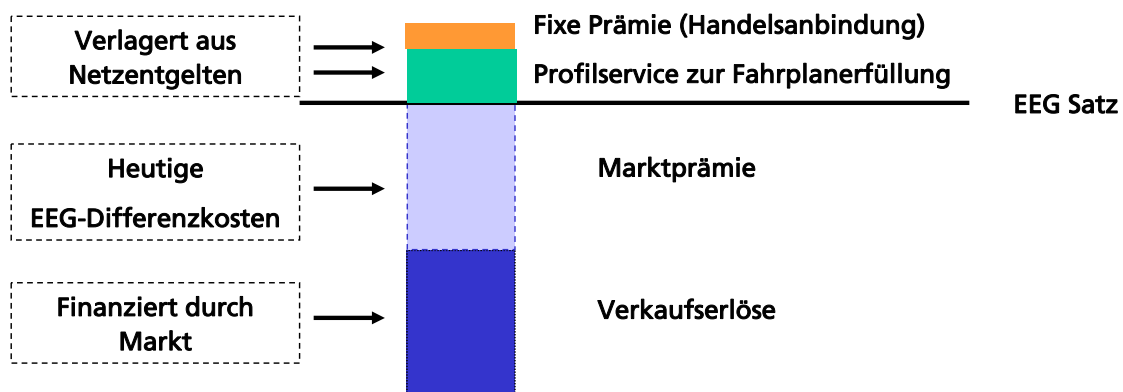 Verlagert aus
Netzentgelten
Fixe Prämie (Handelsanbindung)
Profilservice zur Fahrplanerfüllung
EEG Satz
Heutige
EEG-Differenzkosten
Marktprämie
Finanziert durch
Markt
Verkaufserlöse